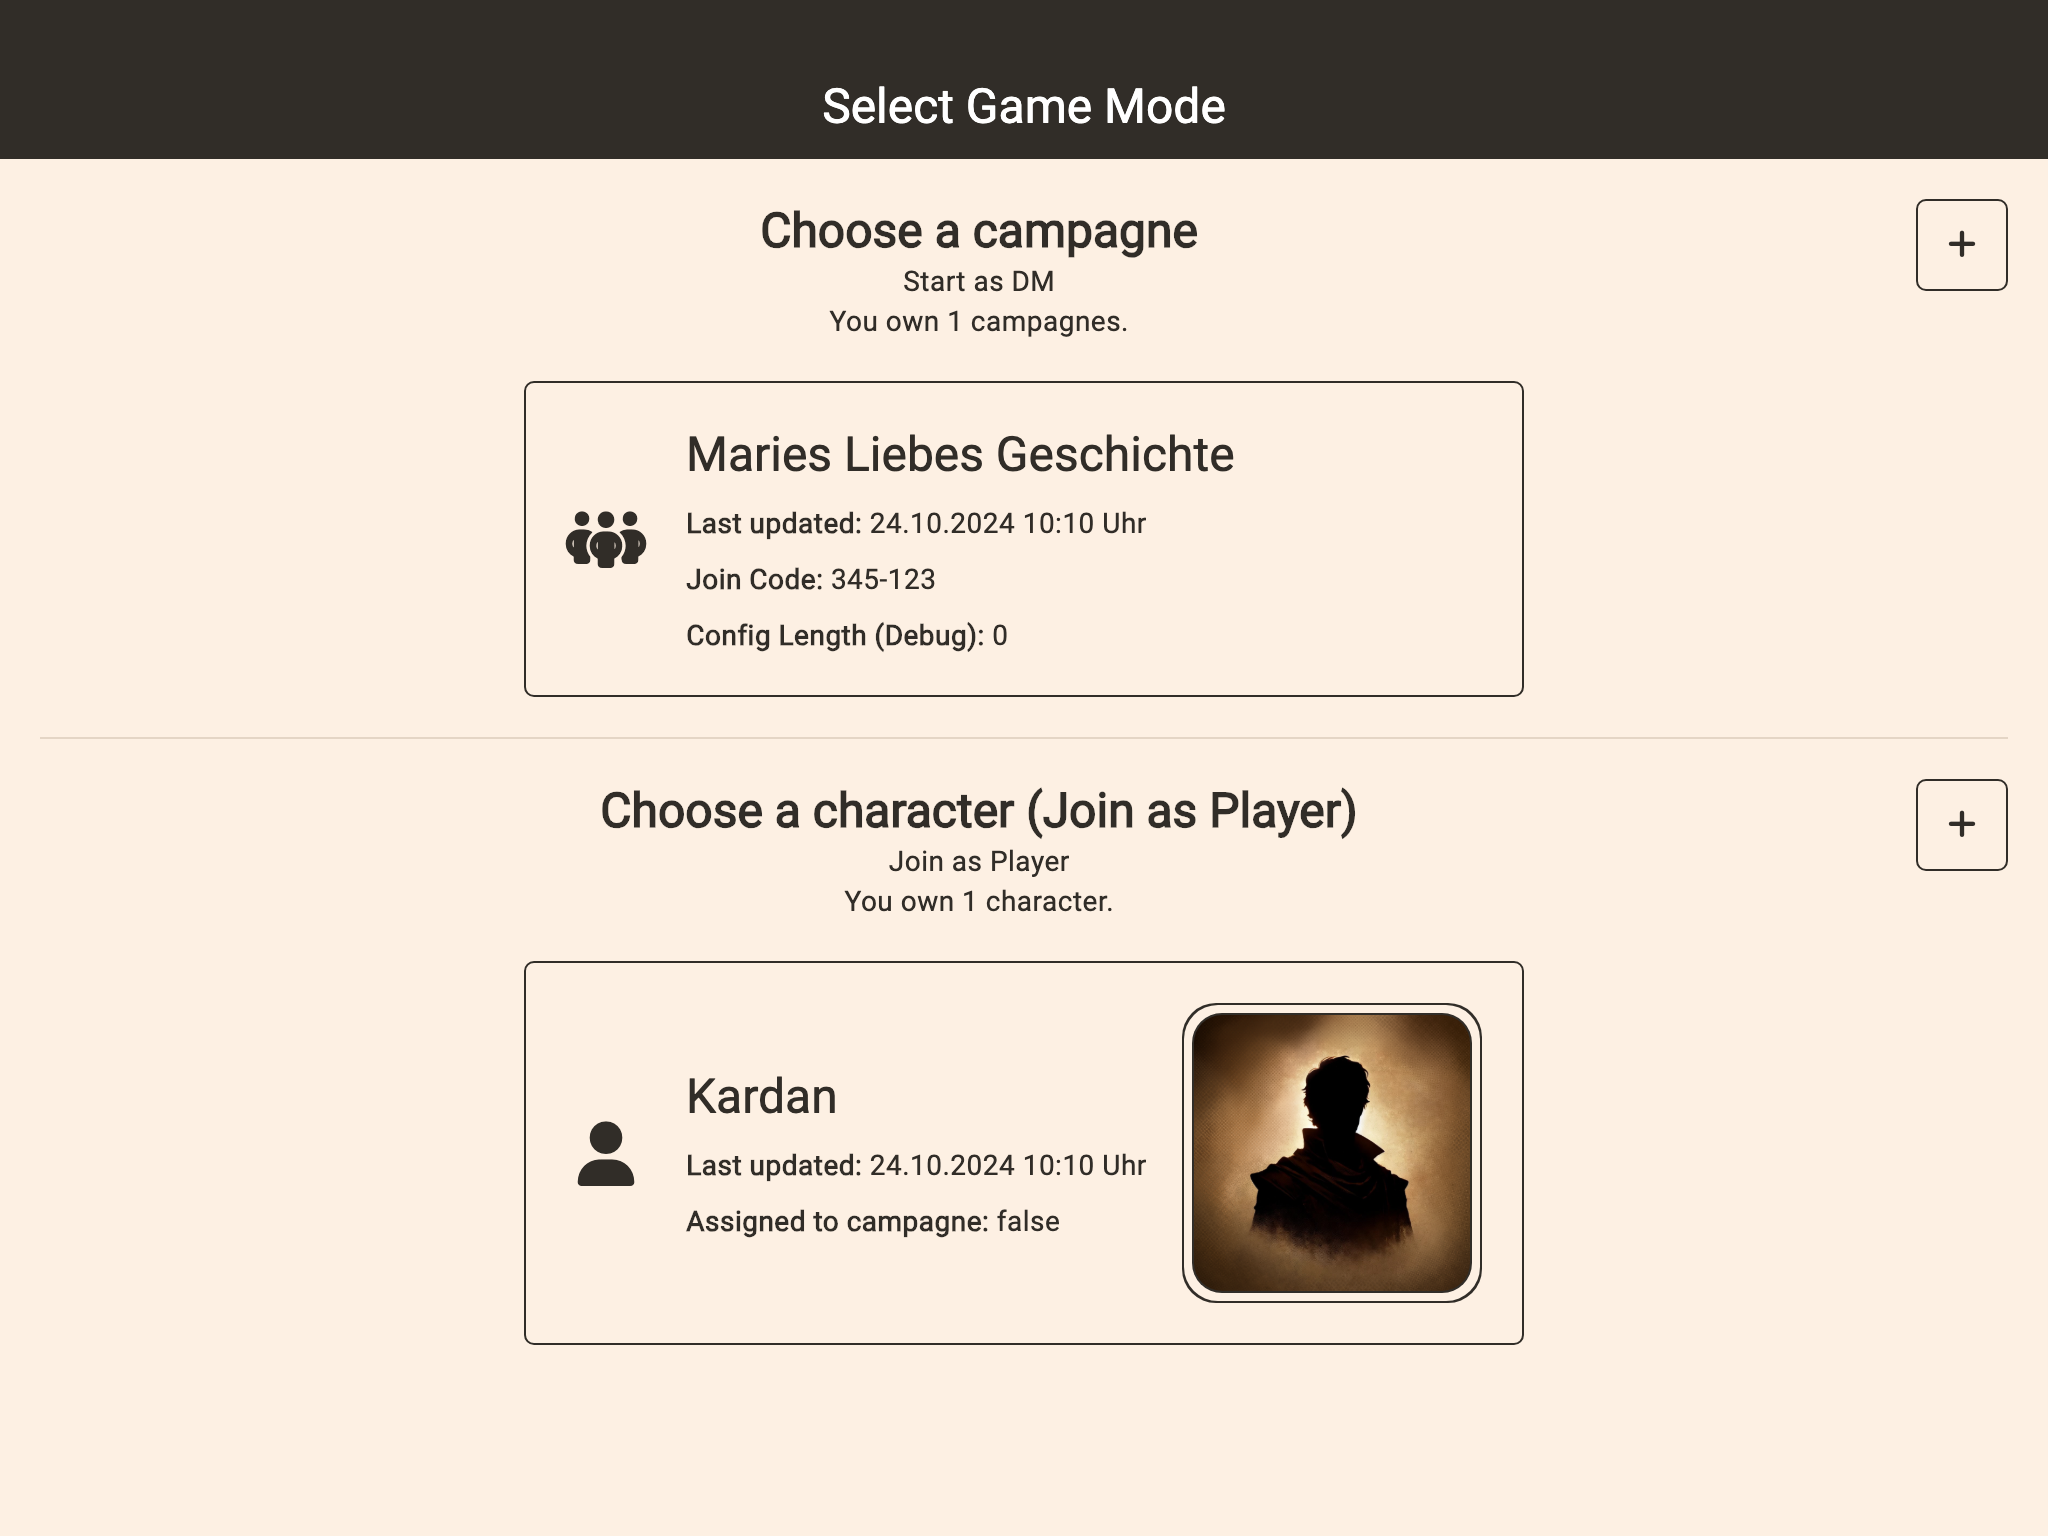 Select Game Mode
Choose a campagne
Start as DM
You own 1 campagnes.
+
Maries Liebes Geschichte
Last updated: 24.10.2024 10:10 Uhr
Join Code: 345-123
Config Length (Debug): 0
Choose a character (Join as Player)
Join as Player
You own 1 character.
+
Kardan
Last updated: 24.10.2024 10:10 Uhr
Assigned to campagne: false